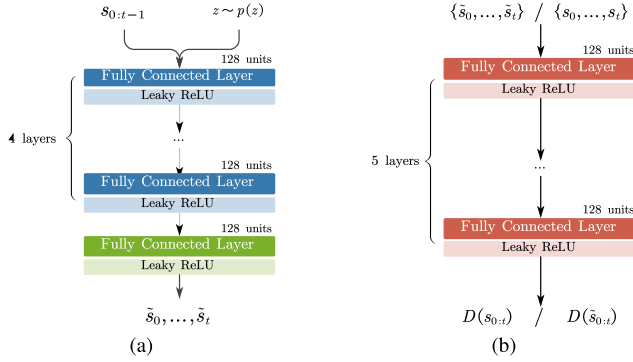 s_{0:t−1}
z ∼ p(z)
128 units
Fully Connected Layer
Leaky ReLU
4 layers
...
128 units
Fully Connected Layer
Leaky ReLU
128 units
Fully Connected Layer
Leaky ReLU
s̃_0, ..., s̃_t
(a)
{s̃_0, ..., s̃_t} / {s_0, ..., s_t}
128 units
Fully Connected Layer
Leaky ReLU
5 layers
...
128 units
Fully Connected Layer
Leaky ReLU
D(s_{0:t}) / D(s̃_{0:t})
(b)